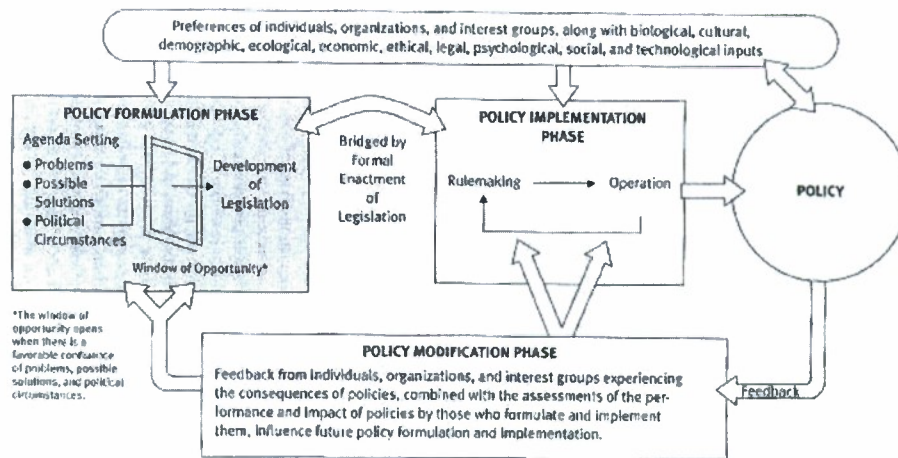 Preferences of individuals, organizations, and interest groups, along with biological, cultural,
demographic, ecological, economic, ethical, legal, psychological, social, and technological inputs
POLICY FORMULATION PHASE
Agenda Setting
● Problems
● Possible
Solutions
● Political
Circumstances
Development
of
Legislation
Window of Opportunity*
Bridged by
Formal
Enactment
of
Legislation
POLICY IMPLEMENTATION
PHASE
Rulemaking
Operation
POLICY
*The window of
opportunity opens
when there is a
favorable confluence
of problems, possible
solutions, and political
circumstances.
POLICY MODIFICATION PHASE
Feedback from individuals, organizations, and interest groups experiencing
the consequences of policies, combined with the assessments of the per-
formance and impact of policies by those who formulate and implement
them, influence future policy formulation and implementation.
Feedback